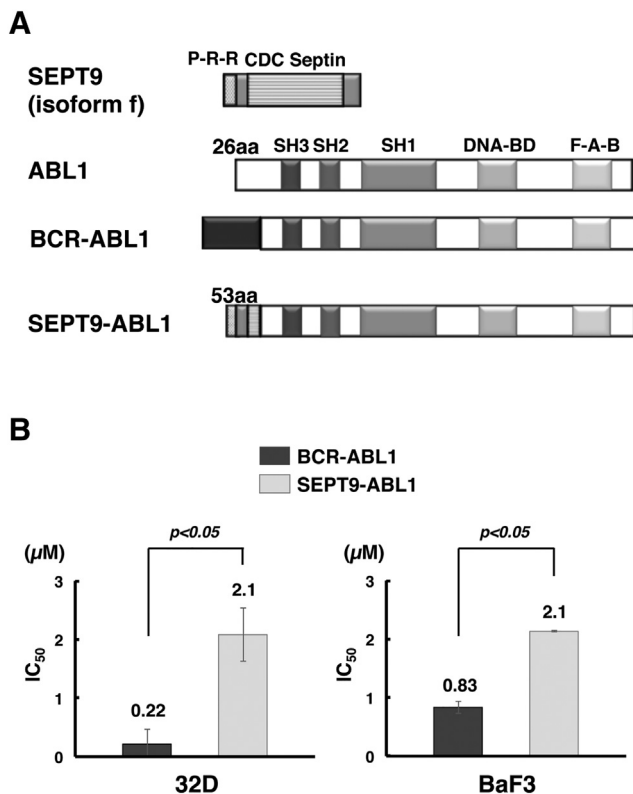 A
P-R-R CDC Septin
SEPT9
(isoform f)
26aa SH3 SH2 SH1 DNA-BD F-A-B
ABL1
BCR-ABL1
53aa
SEPT9-ABL1
B
BCR-ABL1
SEPT9-ABL1
(μM) p<0.05
3
2
1
0
IC50
0.22
2.1
32D
(μM) p<0.05
3
2
1
0
IC50
0.83
2.1
BaF3